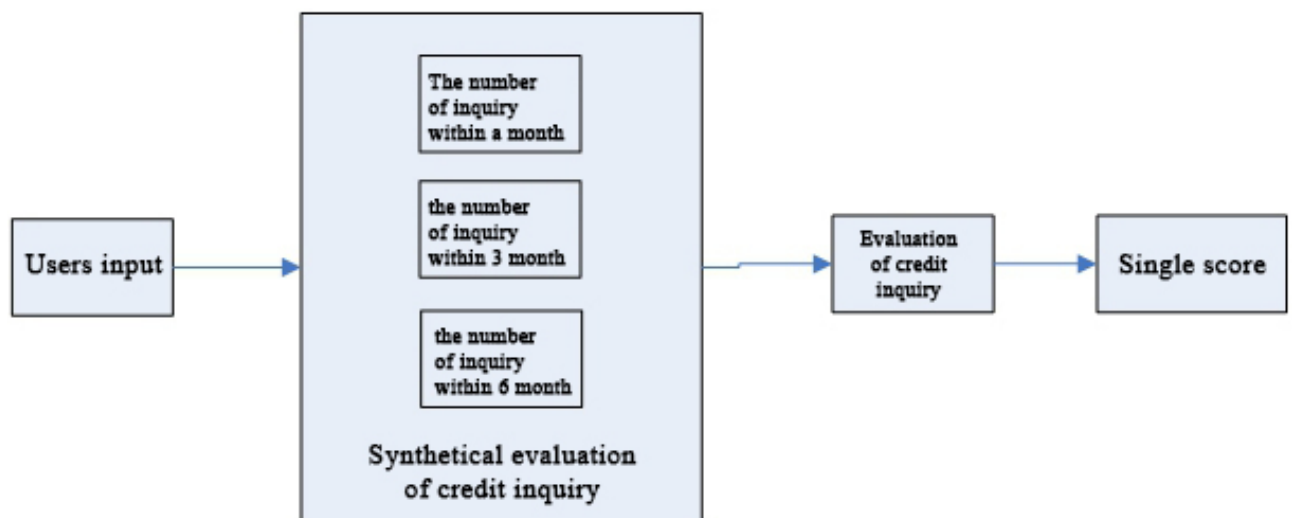 Users input
The number
of inquiry
within a month
the number
of inquiry
within 3 month
the number
of inquiry
within 6 month
Synthetical evaluation
of credit inquiry
Evaluation
of credit
inquiry
Single score